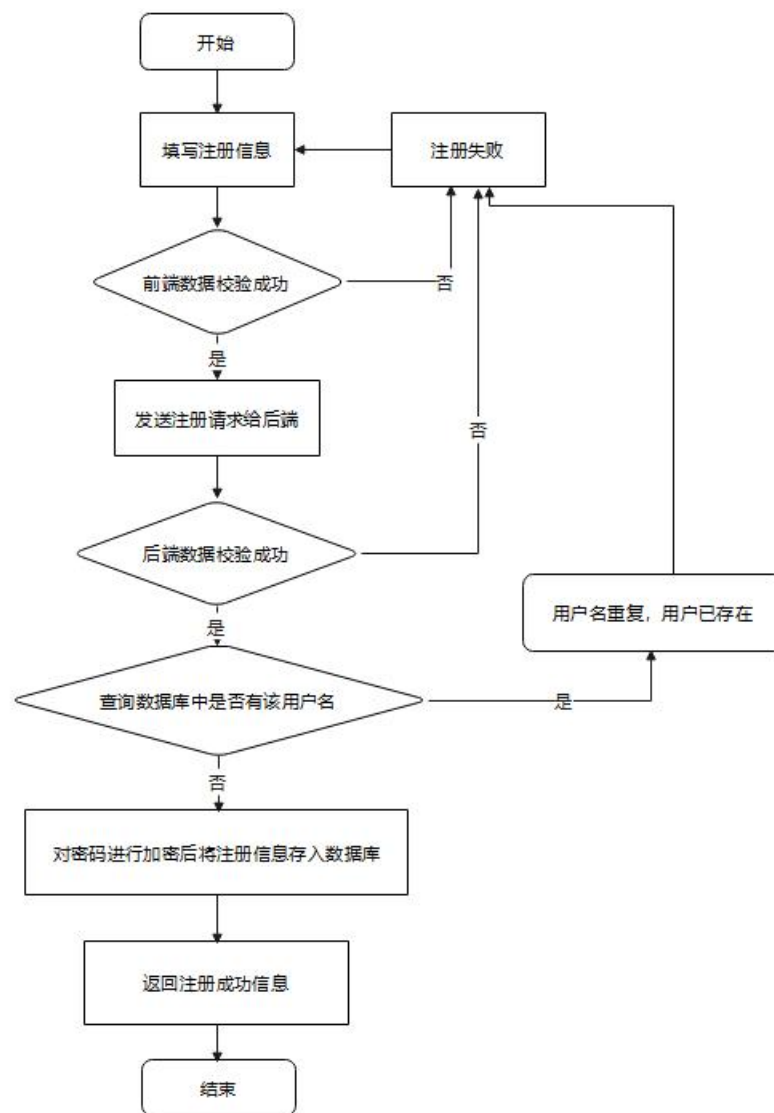 开始
填写注册信息
注册失败
前端数据校验成功
否
是
发送注册请求给后端
否
后端数据校验成功
用户名重复，用户已存在
是
查询数据库中是否有该用户名
是
否
对密码进行加密后将注册信息存入数据库
返回注册成功信息
结束